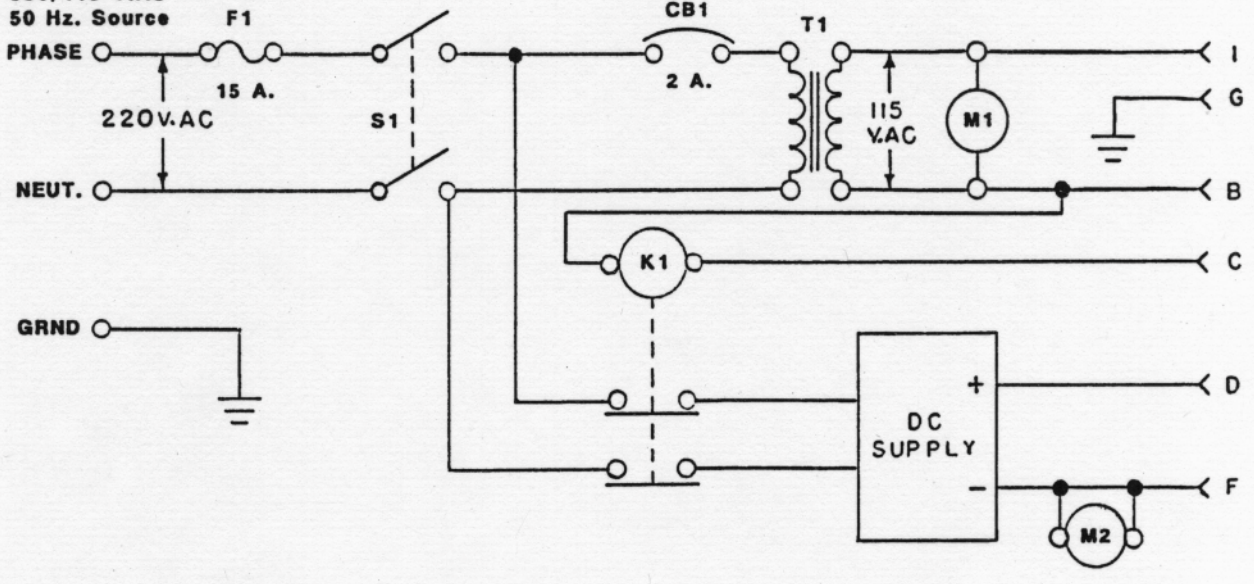 50 Hz. Source
F1
CB1
T1
PHASE
I
15 A.
2 A.
G
220V.AC
S1
115
V.AC
M1
NEUT.
B
K1
C
GRND
+
D
DC
SUPPLY
−
F
M2